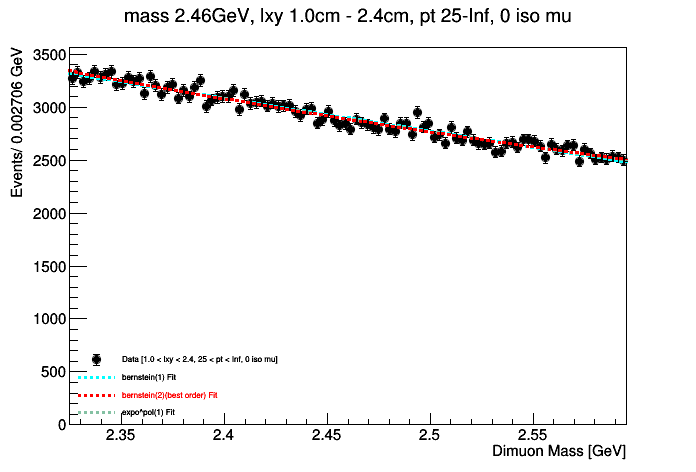 mass 2.46GeV, lxy 1.0cm - 2.4cm, pt 25-Inf, 0 iso mu
Events/ 0.002706 GeV
3500
3000
2500
2000
1500
1000
500
0
Data [1.0 < lxy < 2.4, 25 < pt < Inf, 0 iso mu]
bernstein(1) Fit
bernstein(2)(best order) Fit
expo^pol(1) Fit
2.35
2.4
2.45
2.5
2.55
Dimuon Mass [GeV]